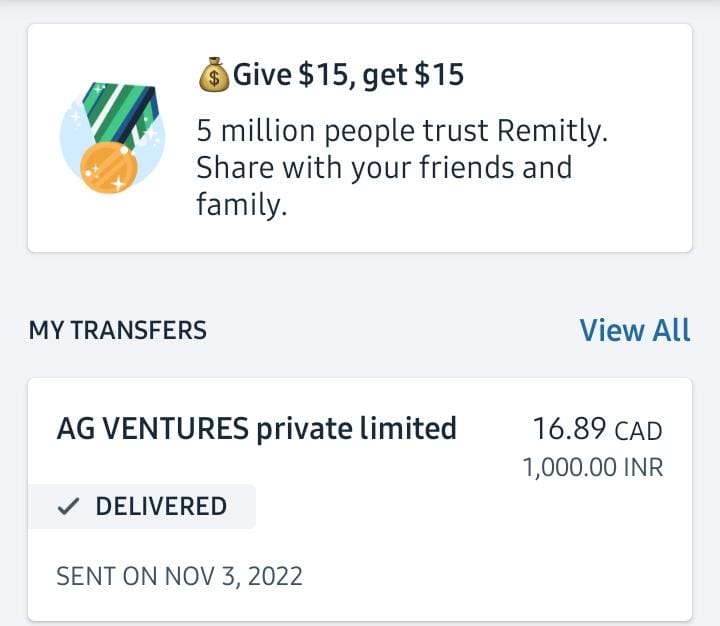 💰Give $15, get $15
5 million people trust Remitly.
Share with your friends and
family.
MY TRANSFERS
View All
AG VENTURES private limited
16.89 CAD
1,000.00 INR
✓ DELIVERED
SENT ON NOV 3, 2022